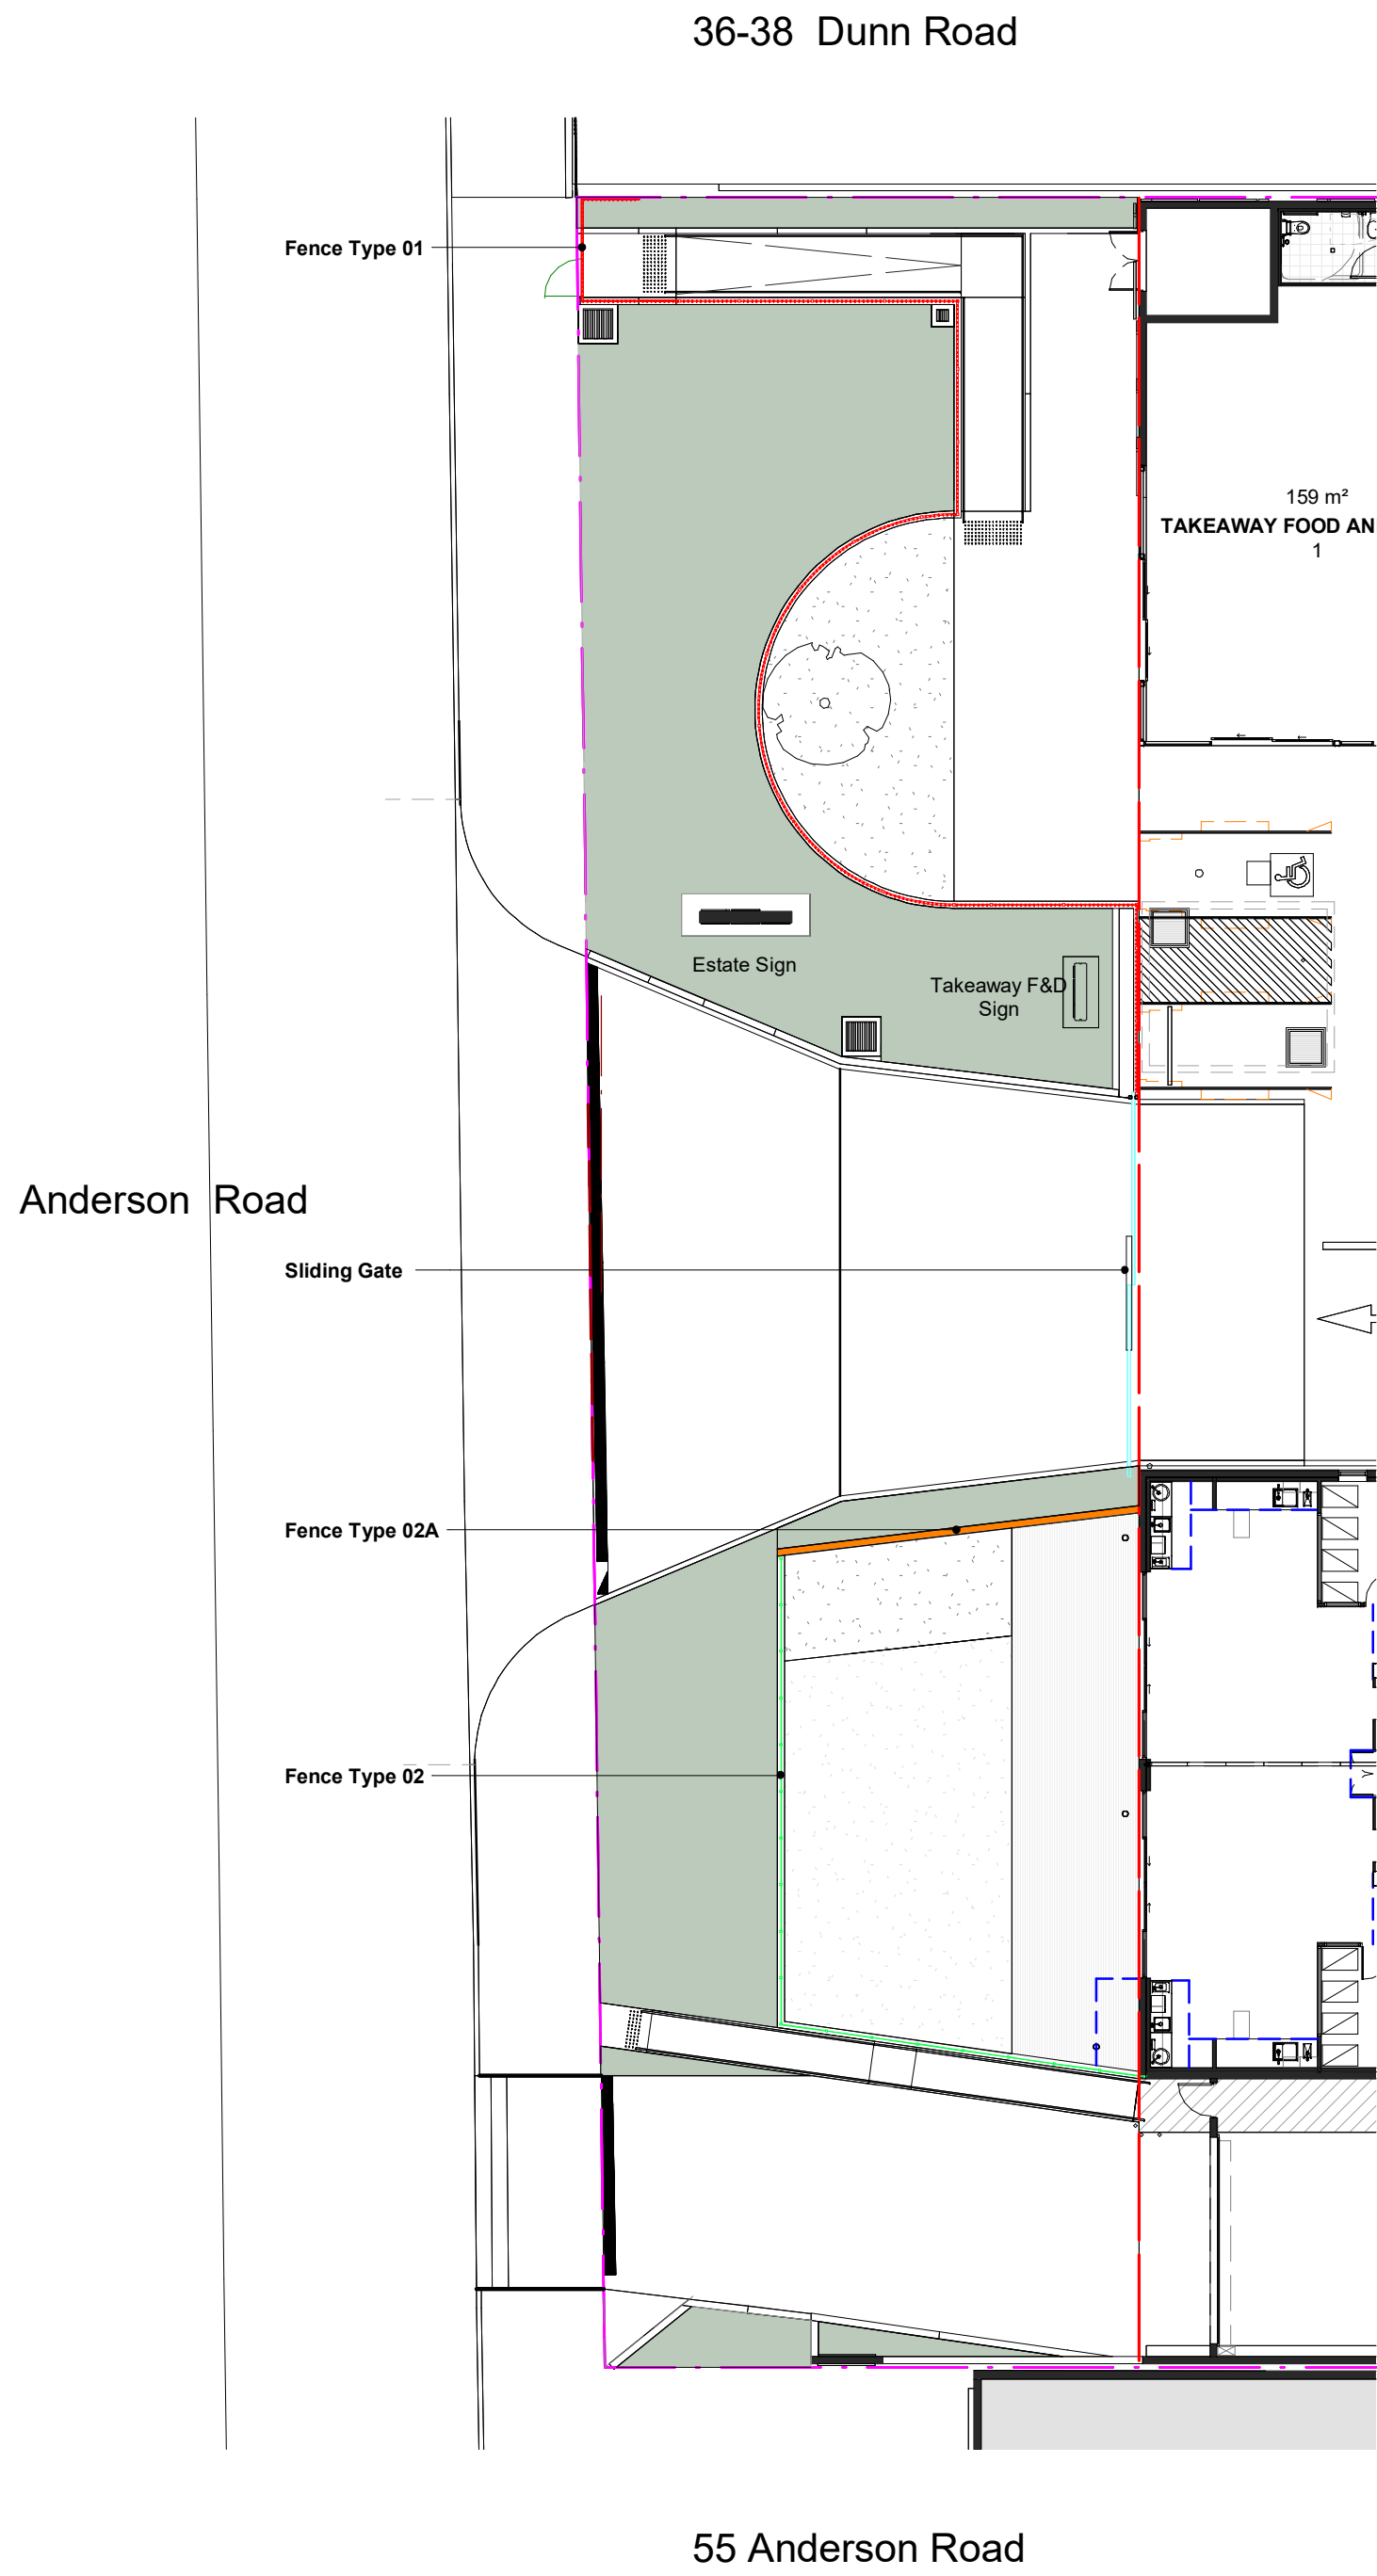 36-38 Dunn Road
Fence Type 01
159 m²
TAKEAWAY FOOD AN
1
Estate Sign
Takeaway F&D
Sign
Anderson Road
Sliding Gate
Fence Type 02A
Fence Type 02
55 Anderson Road